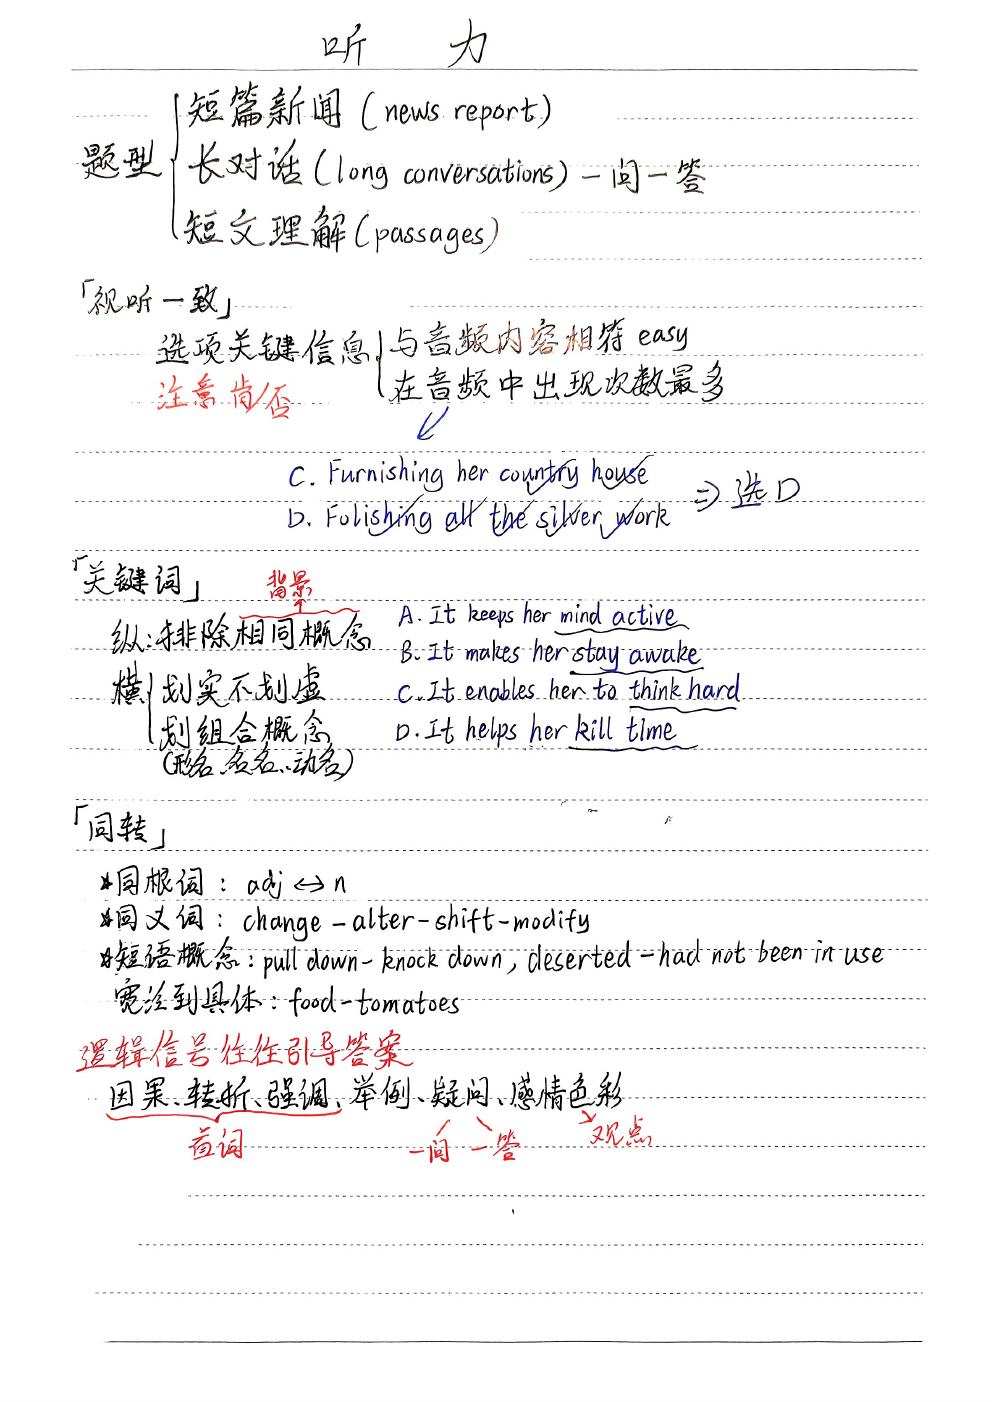 听 力
题型
短篇新闻 (news report)
长对话 (long conversations) 一问一答
短文理解 (passages)
「视听一致」
选项关键信息
与音频内容相符 easy
在音频中出现次数最多
注意肯/否
C. Furnishing her country house
D. Folishing all the silver work
⇒ 选D
「关键词」
背景
纵: 排除相同概念
横
划实不划虚
划组合概念
(形名、名名、动名)
A. It keeps her mind active
B. It makes her stay awake
C. It enables her to think hard
D. It helps her kill time
「同转」
*同根词: adj ↔ n
*同义词: change-alter-shift-modify
*短语概念: pull down-knock down, deserted-had not been in use
宽泛到具体: food-tomatoes
逻辑信号往往引导答案
因果、转折、强调、举例、疑问、感情色彩
首词
一问 一答
观点